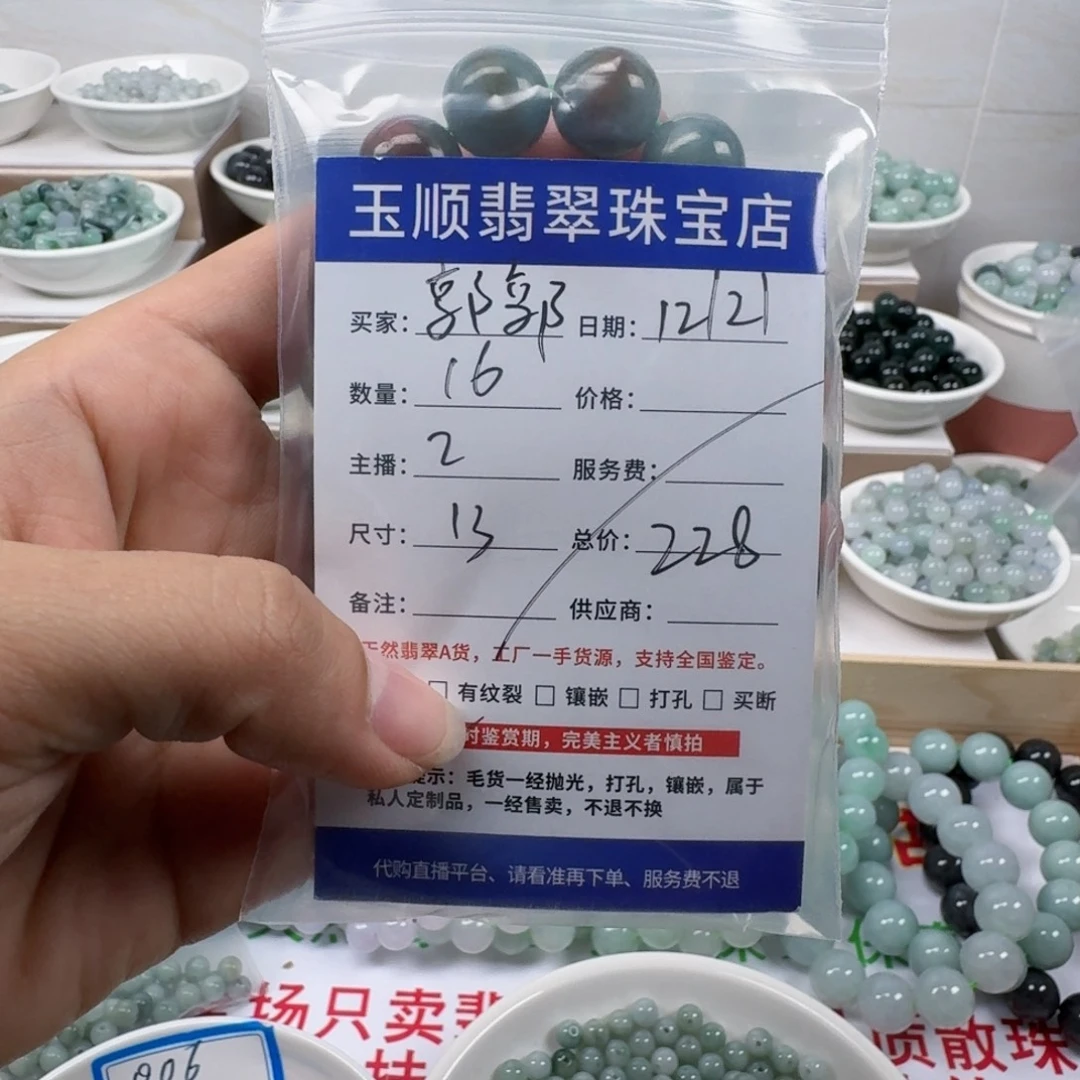 玉顺翡翠珠宝店
买家：郭郭 日期：12/21
数量：16 价格：
主播：2 服务费：
尺寸：13 总价：228
备注： 供应商：
天然翡翠A货，工厂一手货源，支持全国鉴定。
□ 有纹裂 □ 镶嵌 □ 打孔 □ 买断
时鉴赏期，完美主义者慎拍
提示：毛货一经抛光，打孔，镶嵌，属于
私人定制品，一经售卖，不退不换
代购直播平台、请看准再下单、服务费不退
场只卖翡
质散珠
006